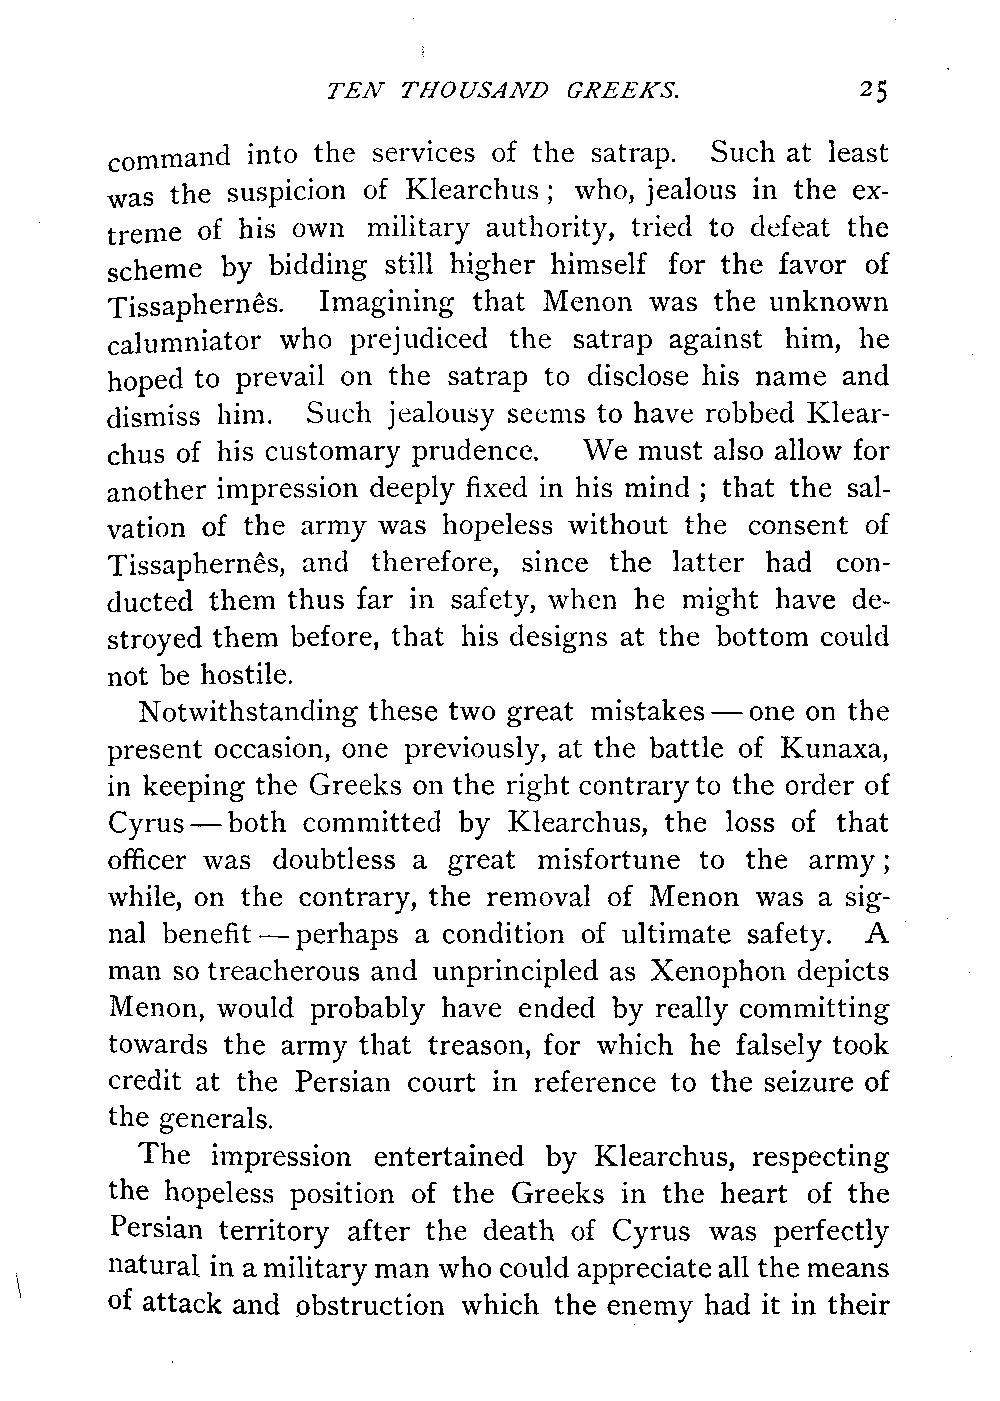 TEN THOUSAND GREEKS. 25
command into the services of the satrap. Such at least
was the suspicion of Klearchus; who, jealous in the ex-
treme of his own military authority, tried to defeat the
scheme by bidding still higher himself for the favor of
Tissaphernês. Imagining that Menon was the unknown
calumniator who prejudiced the satrap against him, he
hoped to prevail on the satrap to disclose his name and
dismiss him. Such jealousy seems to have robbed Klear-
chus of his customary prudence. We must also allow for
another impression deeply fixed in his mind; that the sal-
vation of the army was hopeless without the consent of
Tissaphernês, and therefore, since the latter had con-
ducted them thus far in safety, when he might have de-
stroyed them before, that his designs at the bottom could
not be hostile.
Notwithstanding these two great mistakes — one on the
present occasion, one previously, at the battle of Kunaxa,
in keeping the Greeks on the right contrary to the order of
Cyrus — both committed by Klearchus, the loss of that
officer was doubtless a great misfortune to the army;
while, on the contrary, the removal of Menon was a sig-
nal benefit — perhaps a condition of ultimate safety. A
man so treacherous and unprincipled as Xenophon depicts
Menon, would probably have ended by really committing
towards the army that treason, for which he falsely took
credit at the Persian court in reference to the seizure of
the generals.
The impression entertained by Klearchus, respecting
the hopeless position of the Greeks in the heart of the
Persian territory after the death of Cyrus was perfectly
natural in a military man who could appreciate all the means
of attack and obstruction which the enemy had it in their